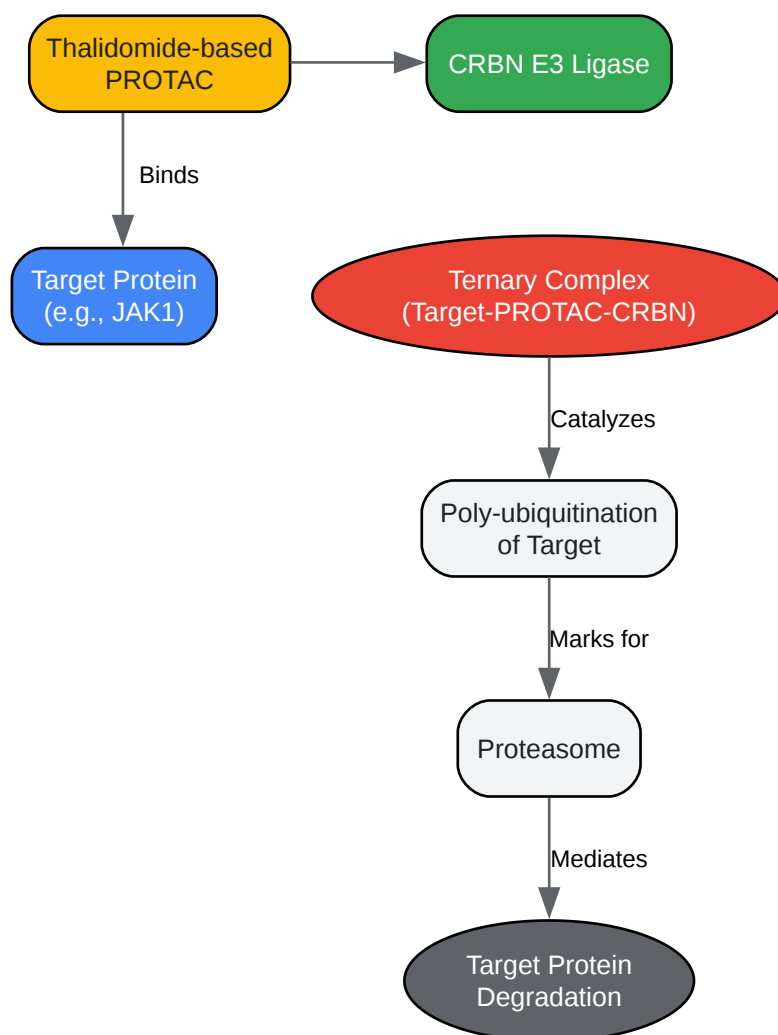 Thalidomide-based
PROTAC
CRBN E3 Ligase
Binds
Target Protein
(e.g., JAK1)
Ternary Complex
(Target-PROTAC-CRBN)
Catalyzes
Poly-ubiquitination
of Target
Marks for
Proteasome
Mediates
Target Protein
Degradation